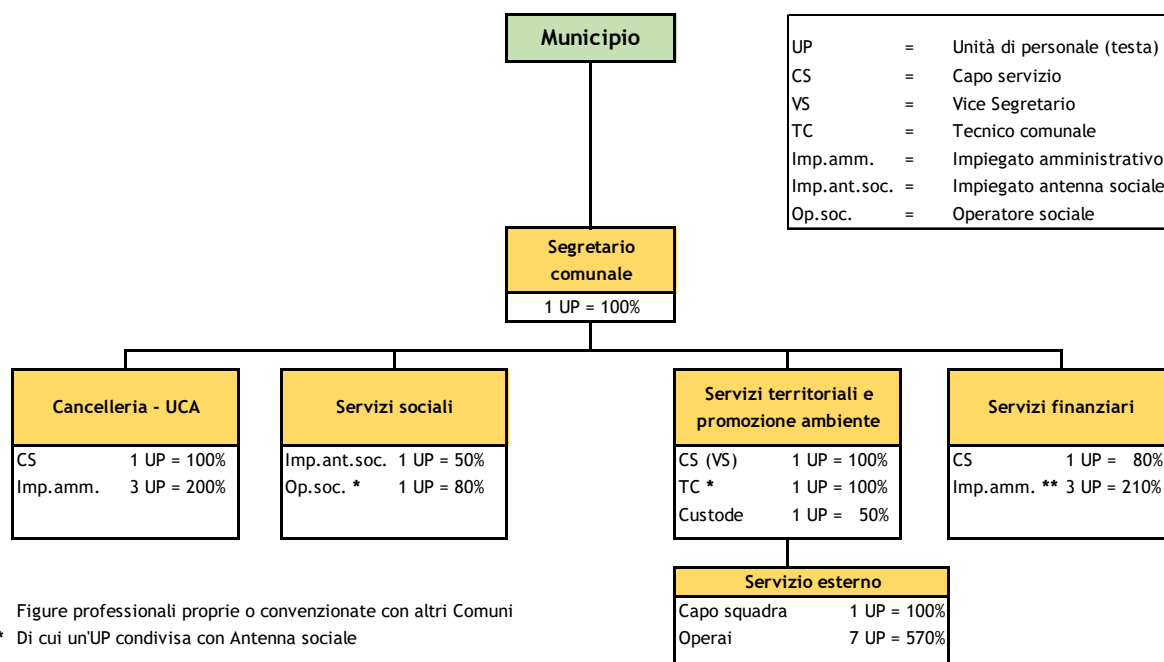 Municipio
UP = Unità di personale (testa)
CS = Capo servizio
VS = Vice Segretario
TC = Tecnico comunale
Imp.amm. = Impiegato amministrativo
Imp.ant.soc. = Impiegato antenna sociale
Op.soc. = Operatore sociale
Segretario
comunale
1 UP = 100%
Cancelleria - UCA
CS 1 UP = 100%
Imp.amm. 3 UP = 200%
Servizi sociali
Imp.ant.soc. 1 UP = 50%
Op.soc. * 1 UP = 80%
Servizi territoriali e
promozione ambiente
CS (VS) 1 UP = 100%
TC * 1 UP = 100%
Custode 1 UP = 50%
Servizi finanziari
CS 1 UP = 80%
Imp.amm. ** 3 UP = 210%
Servizio esterno
Capo squadra 1 UP = 100%
Operai 7 UP = 570%
Figure professionali proprie o convenzionate con altri Comuni
* Di cui un'UP condivisa con Antenna sociale